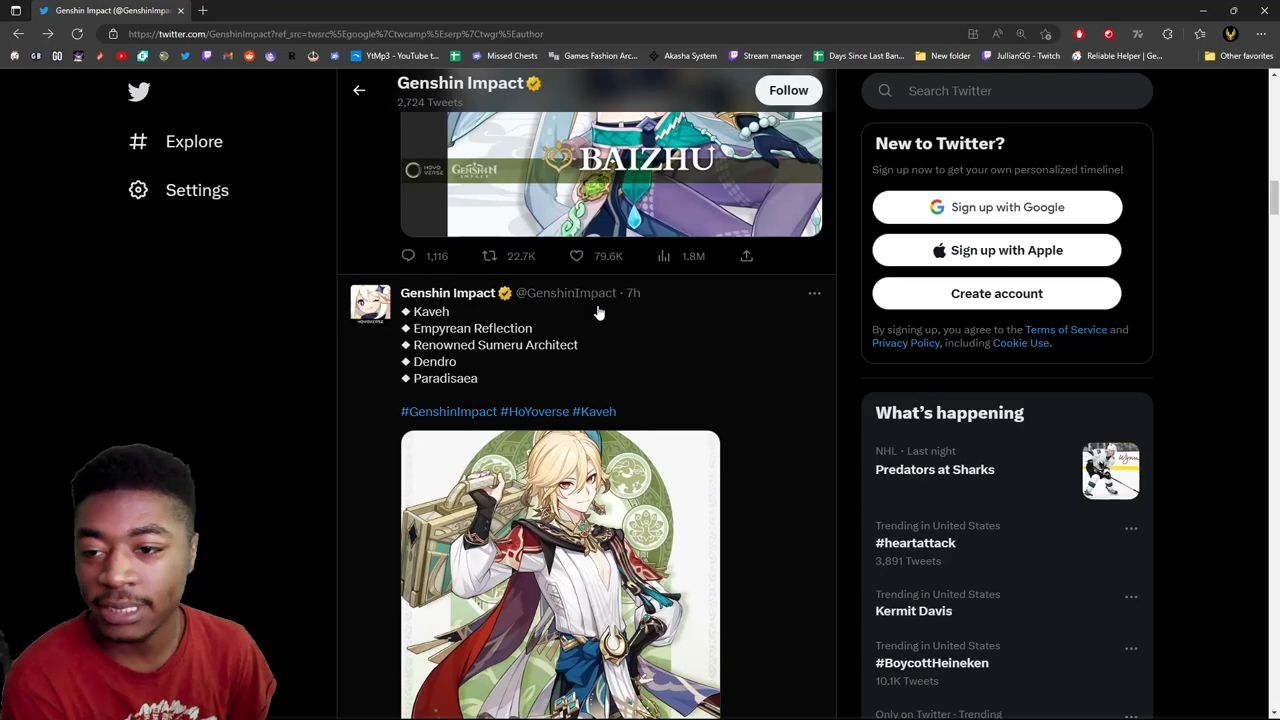 Genshin Impact (@GenshinImpa
https://twitter.com/GenshinImpact?ref_src=twsrc%5Egoogle%7Ctwcamp%5Eserp%7Ctwgr%5Eauthor
YtMp3 - YouTube t...
Missed Chests
Games Fashion Arc...
Akasha System
Stream manager
Days Since Last Ban...
New folder
JulianGG - Twitch
Reliable Helper | Ge...
Other favorites
Genshin Impact
2,724 Tweets
Follow
Search Twitter
Explore
Settings
HOYOVERSE
GENSHIN IMPACT
BAIZHU
1,116
22.7K
79.6K
1.8M
New to Twitter?
Sign up now to get your own personalized timeline!
Sign up with Google
Sign up with Apple
Create account
By signing up, you agree to the Terms of Service and
Privacy Policy, including Cookie Use.
Genshin Impact @GenshinImpact · 7h
◆ Kaveh
◆ Empyrean Reflection
◆ Renowned Sumeru Architect
◆ Dendro
◆ Paradisaea
#GenshinImpact #HoYoverse #Kaveh
HOYOVERSE
What's happening
NHL · Last night
Predators at Sharks
Trending in United States
#heartattack
3,891 Tweets
Trending in United States
Kermit Davis
Trending in United States
#BoycottHeineken
10.1K Tweets
Only on Twitter · Trending